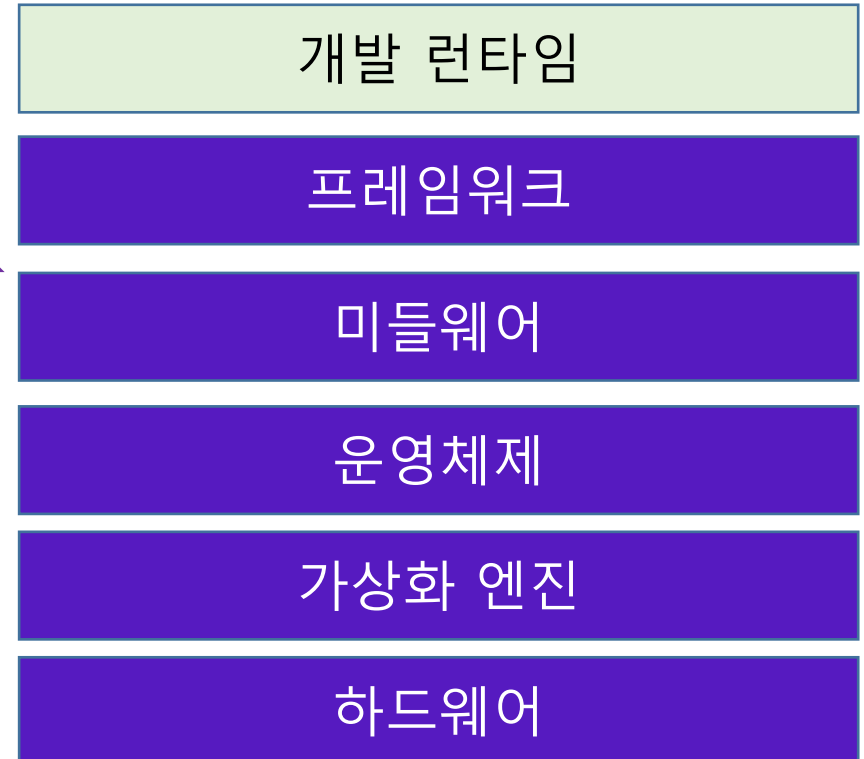 개발 런타임
프레임워크
미들웨어
운영체제
가상화 엔진
하드웨어